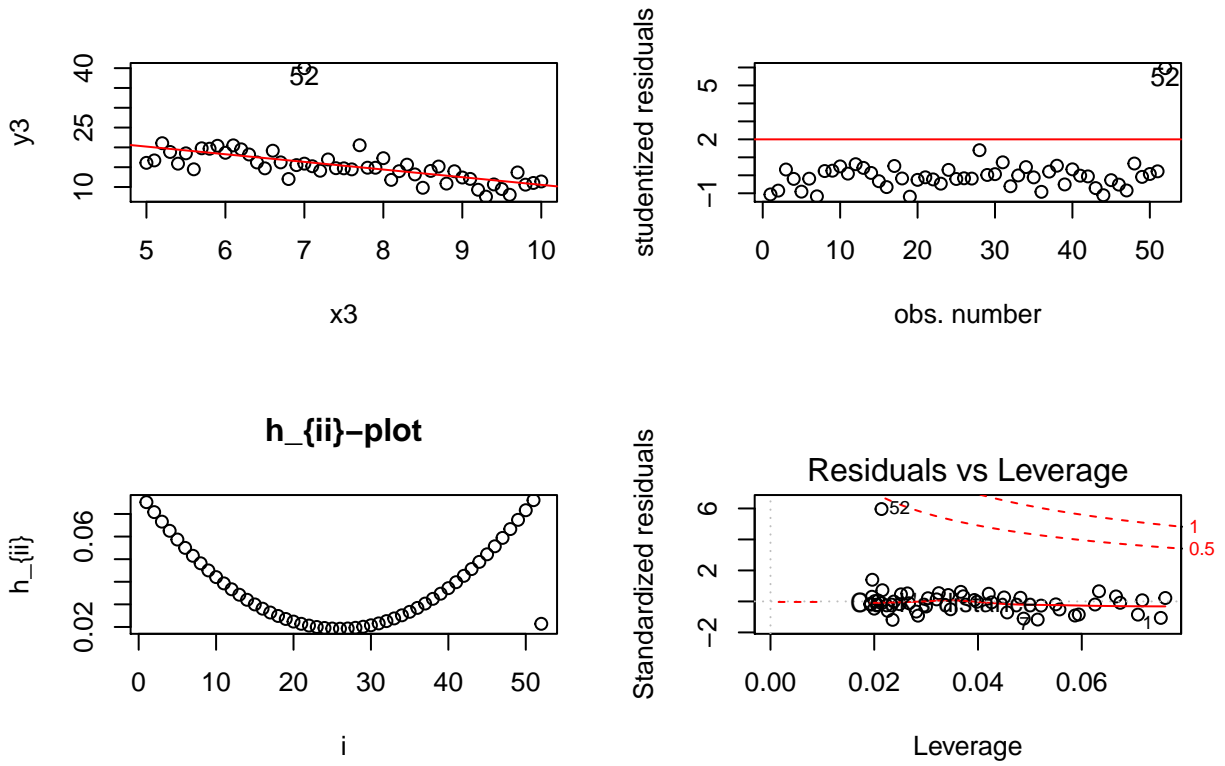 y3
40
25
10
52
5 6 7 8 9 10
x3
studentized residuals
5
2
−1
52
0 10 20 30 40 50
obs. number
h_{ii}−plot
h_{ii}
0.06
0.02
0 10 20 30 40 50
i
Residuals vs Leverage
Standardized residuals
6
2
−2
52
1
0.5
7
1
0.00 0.02 0.04 0.06
Leverage